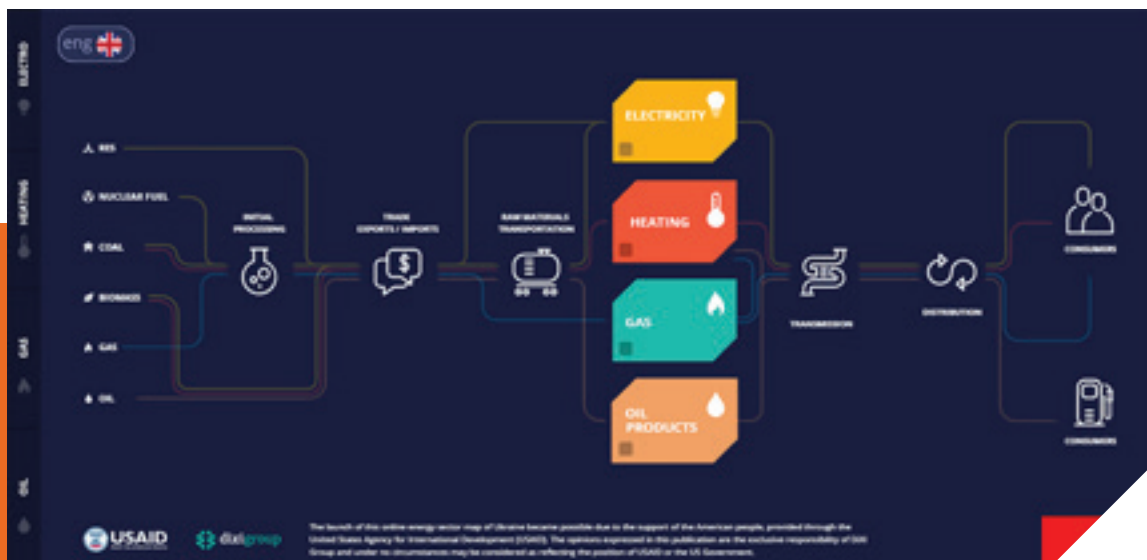 eng
ELECTRO
HEATING
GAS
OIL
RES
NUCLEAR FUEL
COAL
BIOMASS
GAS
OIL
INITIAL
PROCESSING
TRADE
EXPORTS / IMPORTS
RAW MATERIALS
TRANSPORTATION
ELECTRICITY
HEATING
GAS
OIL
PRODUCTS
TRANSMISSION
DISTRIBUTION
CONSUMERS
CONSUMERS
USAID
dixigroup
The launch of this online energy sector map of Ukraine became possible due to the support of the American people, provided through the
United States Agency for International Development (USAID). The opinions expressed in this publication are the exclusive responsibility of DiXi
Group and under no circumstances may be considered as reflecting the position of USAID or the US Government.